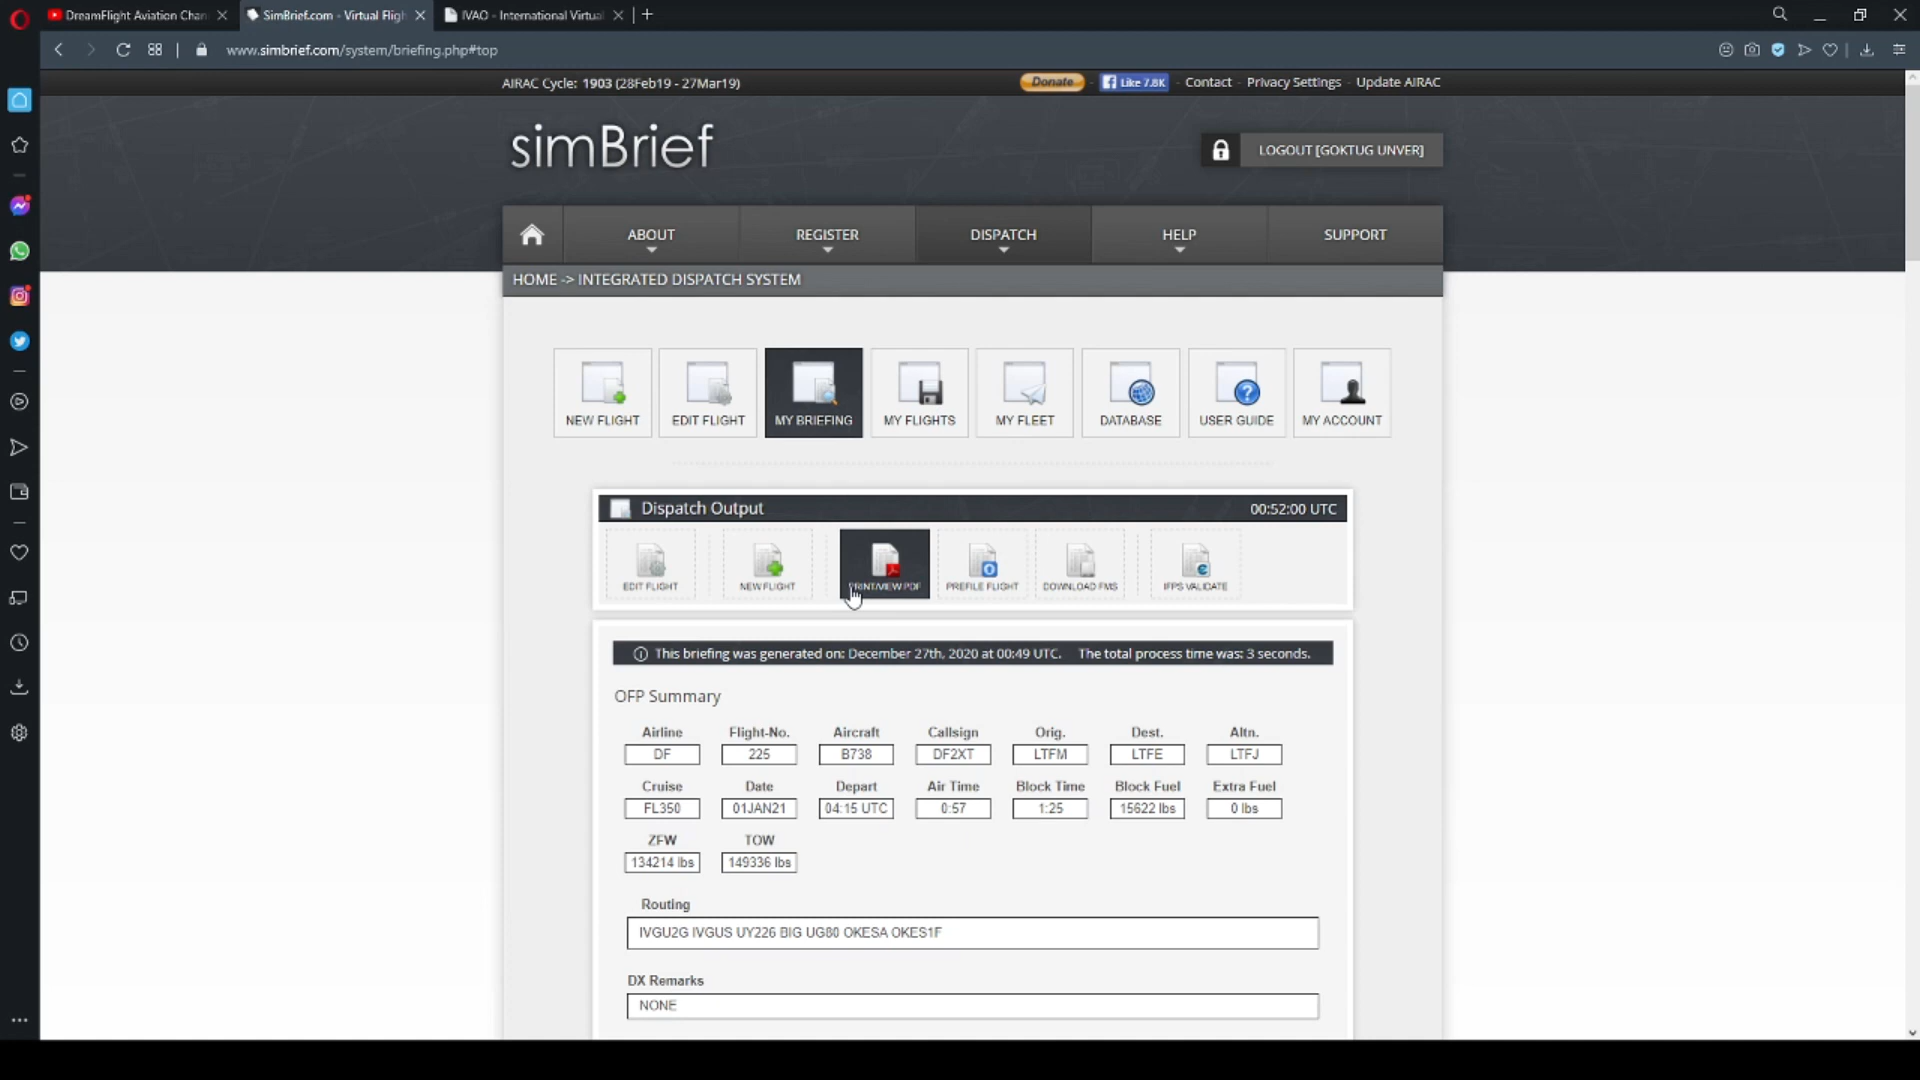 DreamFlight Aviation Chan
SimBrief.com - Virtual Fligh
IVAO - International Virtual
www.simbrief.com/system/briefing.php#top
AIRAC Cycle: 1903 (28Feb19 - 27Mar19)
Donate
Like 7.8K
Contact
Privacy Settings
Update AIRAC
simBrief
LOGOUT [GOKTUG UNVER]
ABOUT
REGISTER
DISPATCH
HELP
SUPPORT
HOME -> INTEGRATED DISPATCH SYSTEM
NEW FLIGHT
EDIT FLIGHT
MY BRIEFING
MY FLIGHTS
MY FLEET
DATABASE
USER GUIDE
MY ACCOUNT
Dispatch Output
00:52:00 UTC
EDIT FLIGHT
NEW FLIGHT
PRINT/VIEW PDF
PREFILE FLIGHT
DOWNLOAD FMS
IFPS VALIDATE
This briefing was generated on: December 27th, 2020 at 00:49 UTC. The total process time was: 3 seconds.
OFP Summary
Airline Flight-No. Aircraft Callsign Orig. Dest. Altn.
DF 225 B738 DF2XT LTFM LTFE LTFJ
Cruise Date Depart Air Time Block Time Block Fuel Extra Fuel
FL350 01JAN21 04:15 UTC 0:57 1:25 15622 lbs 0 lbs
ZFW TOW
134214 lbs 149336 lbs
Routing
IVGU2G IVGUS UY226 BIG UG80 OKESA OKES1F
DX Remarks
NONE